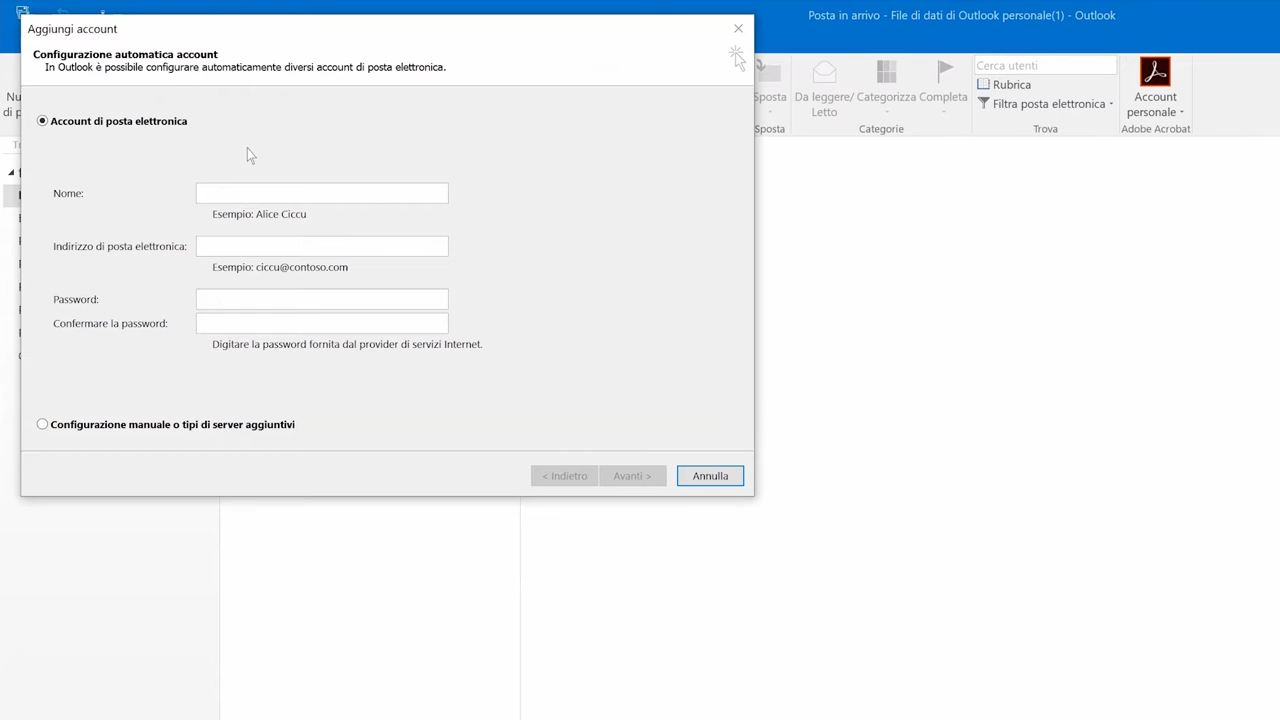 Posta in arrivo - File di dati di Outlook personale(1) - Outlook
Aggiungi account
Configurazione automatica account
In Outlook è possibile configurare automaticamente diversi account di posta elettronica.
Account di posta elettronica
Nome:
Esempio: Alice Ciccu
Indirizzo di posta elettronica:
Esempio: ciccu@contoso.com
Password:
Confermare la password:
Digitare la password fornita dal provider di servizi Internet.
Configurazione manuale o tipi di server aggiuntivi
< Indietro
Avanti >
Annulla
Nu
di p
Sposta
Sposta
Da leggere/
Letto
Categorizza
Completa
Categorie
Cerca utenti
Rubrica
Filtra posta elettronica
Trova
Account
personale
Adobe Acrobat